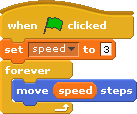 when clicked
set speed to 3
forever
move speed steps